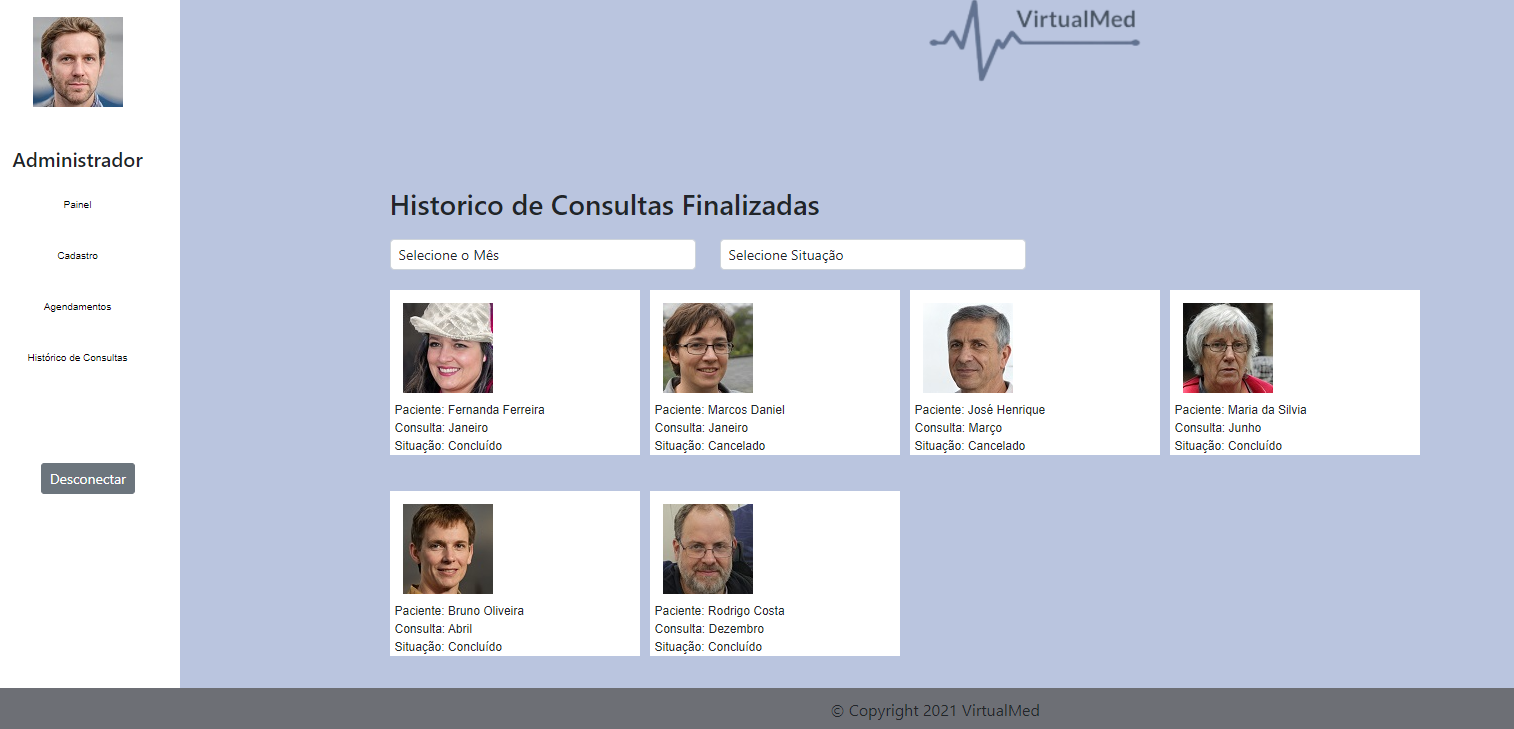 VirtualMed
Administrador
Painel
Cadastro
Agendamentos
Histórico de Consultas
Desconectar
Historico de Consultas Finalizadas
Selecione o Mês
Selecione Situação
Paciente: Fernanda Ferreira
Consulta: Janeiro
Situação: Concluído
Paciente: Marcos Daniel
Consulta: Janeiro
Situação: Cancelado
Paciente: José Henrique
Consulta: Março
Situação: Cancelado
Paciente: Maria da Silvia
Consulta: Junho
Situação: Concluído
Paciente: Bruno Oliveira
Consulta: Abril
Situação: Concluído
Paciente: Rodrigo Costa
Consulta: Dezembro
Situação: Concluído
© Copyright 2021 VirtualMed